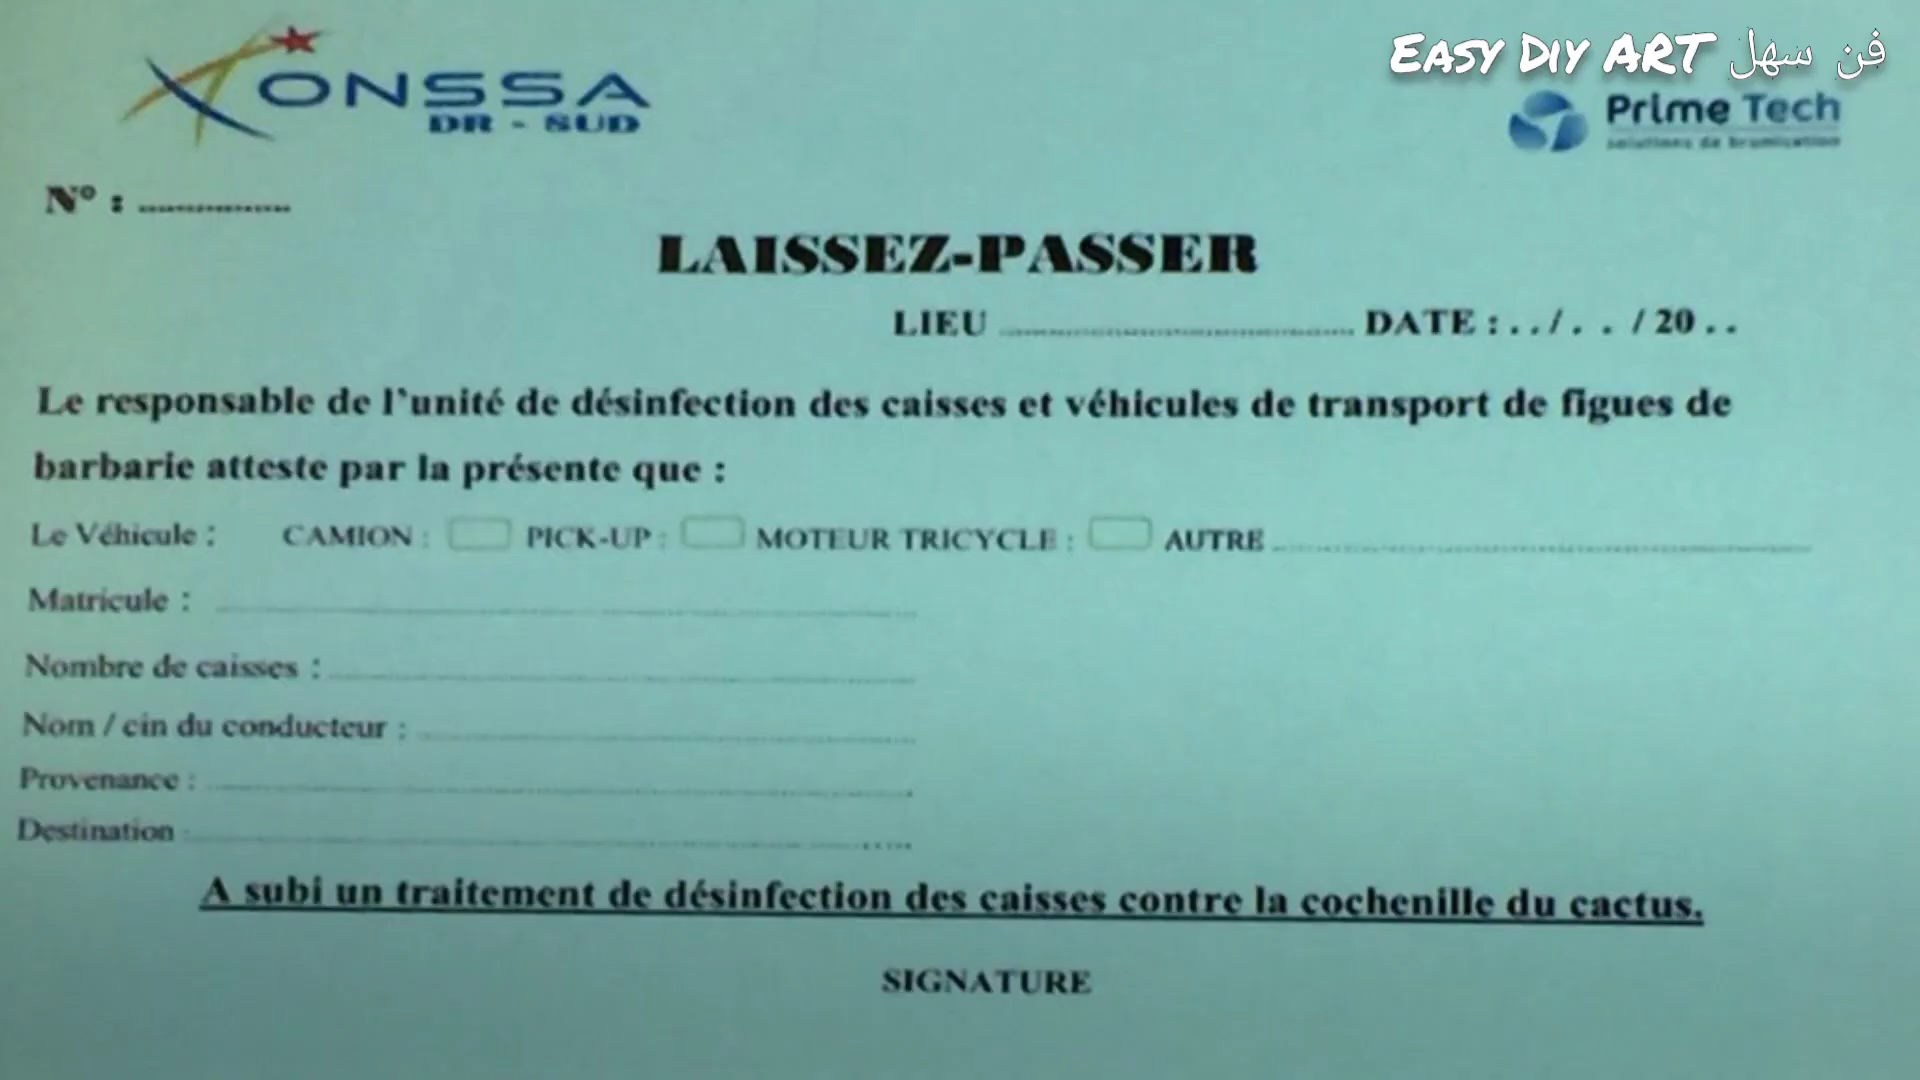 Easy Diy ART فن سهل
ONSSA
DR - SUD
Prime Tech
solutions de brumisation
N° : ................
LAISSEZ-PASSER
LIEU ........................................ DATE : . . / . . / 20 . .
Le responsable de l'unité de désinfection des caisses et véhicules de transport de figues de
barbarie atteste par la présente que :
Le Véhicule : CAMION : PICK-UP : MOTEUR TRICYCLE : AUTRE ........................................
Matricule : ........................................
Nombre de caisses : ........................................
Nom / cin du conducteur : ........................................
Provenance : ........................................
Destination ........................................
A subi un traitement de désinfection des caisses contre la cochenille du cactus.
SIGNATURE